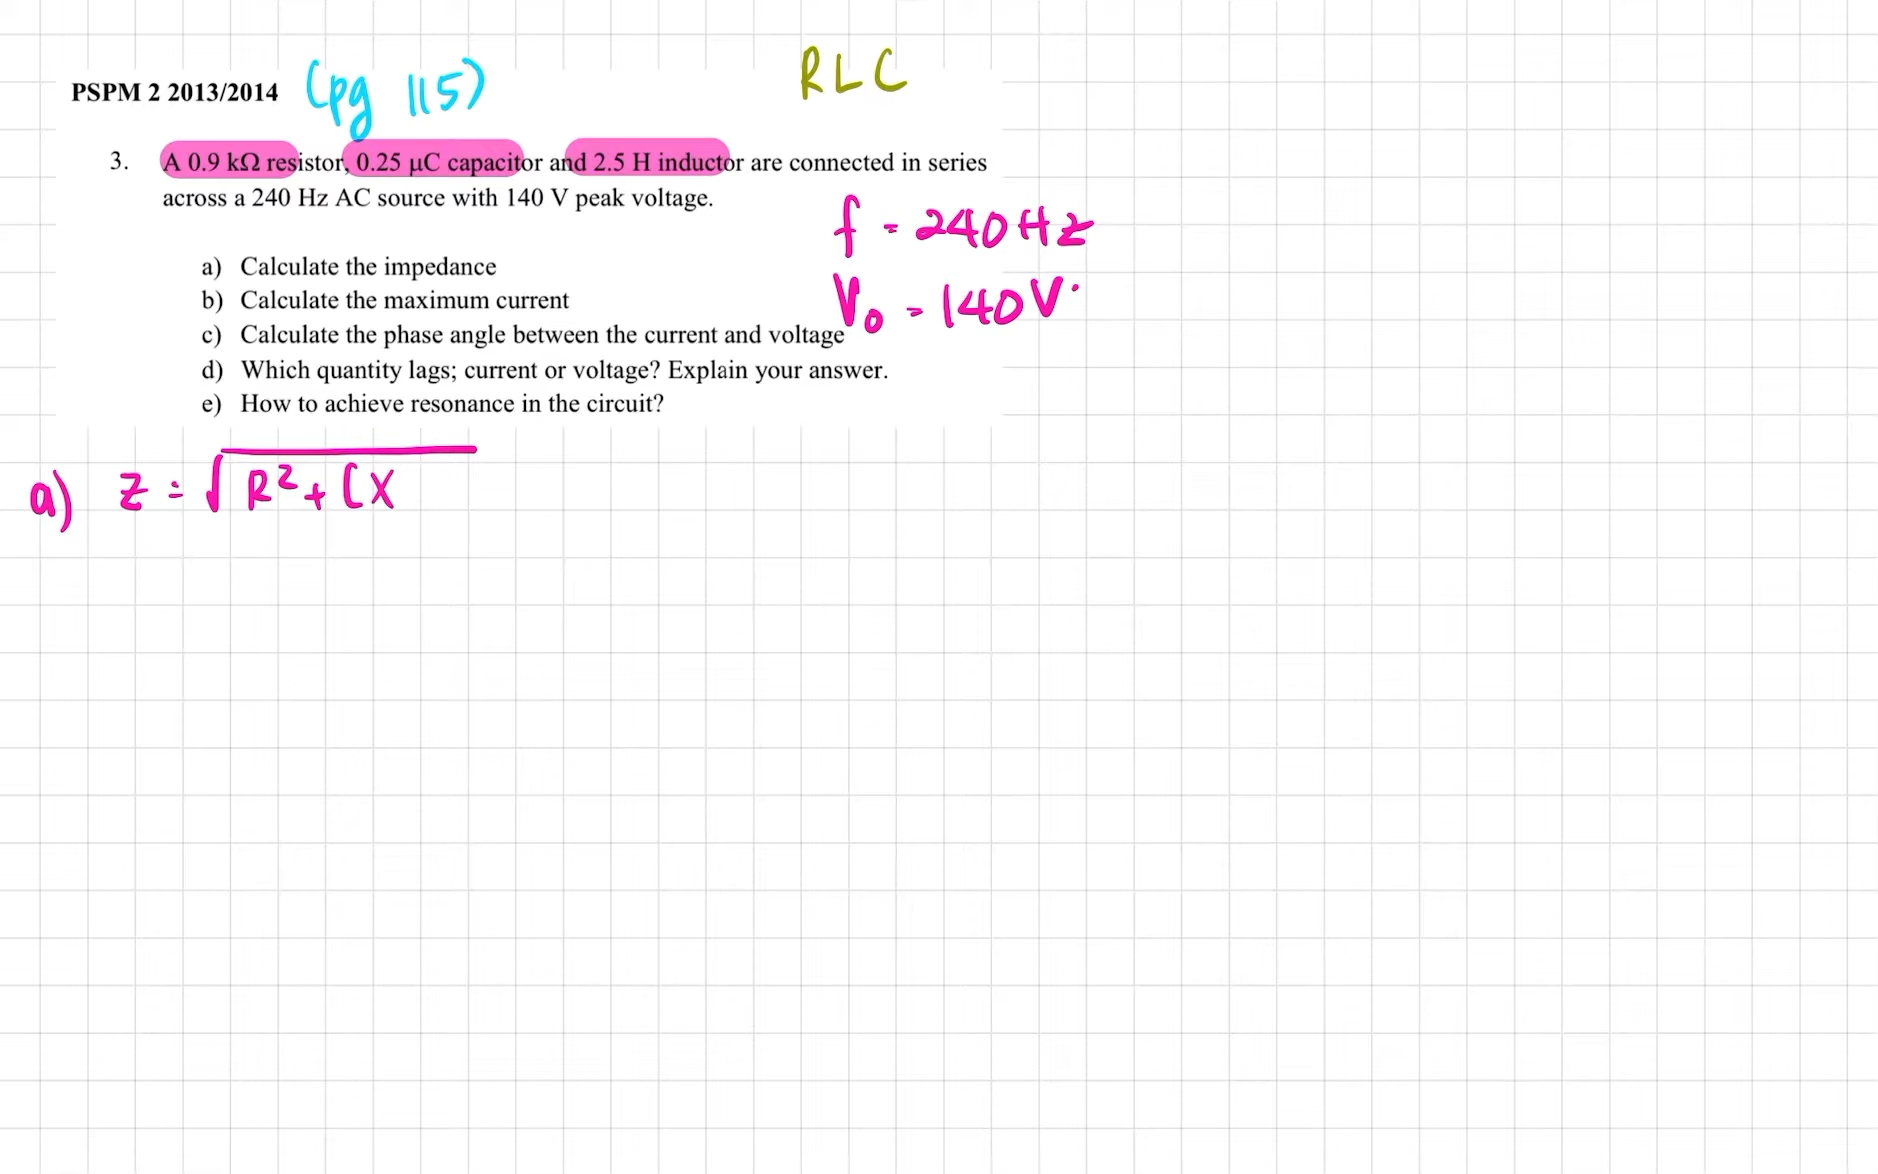 RLC
PSPM 2 2013/2014 (pg 115)
3. A 0.9 kΩ resistor, 0.25 μC capacitor and 2.5 H inductor are connected in series
across a 240 Hz AC source with 140 V peak voltage.
f = 240 Hz
a) Calculate the impedance
b) Calculate the maximum current
V₀ = 140V
c) Calculate the phase angle between the current and voltage
d) Which quantity lags; current or voltage? Explain your answer.
e) How to achieve resonance in the circuit?
a) Z = √R² + (X